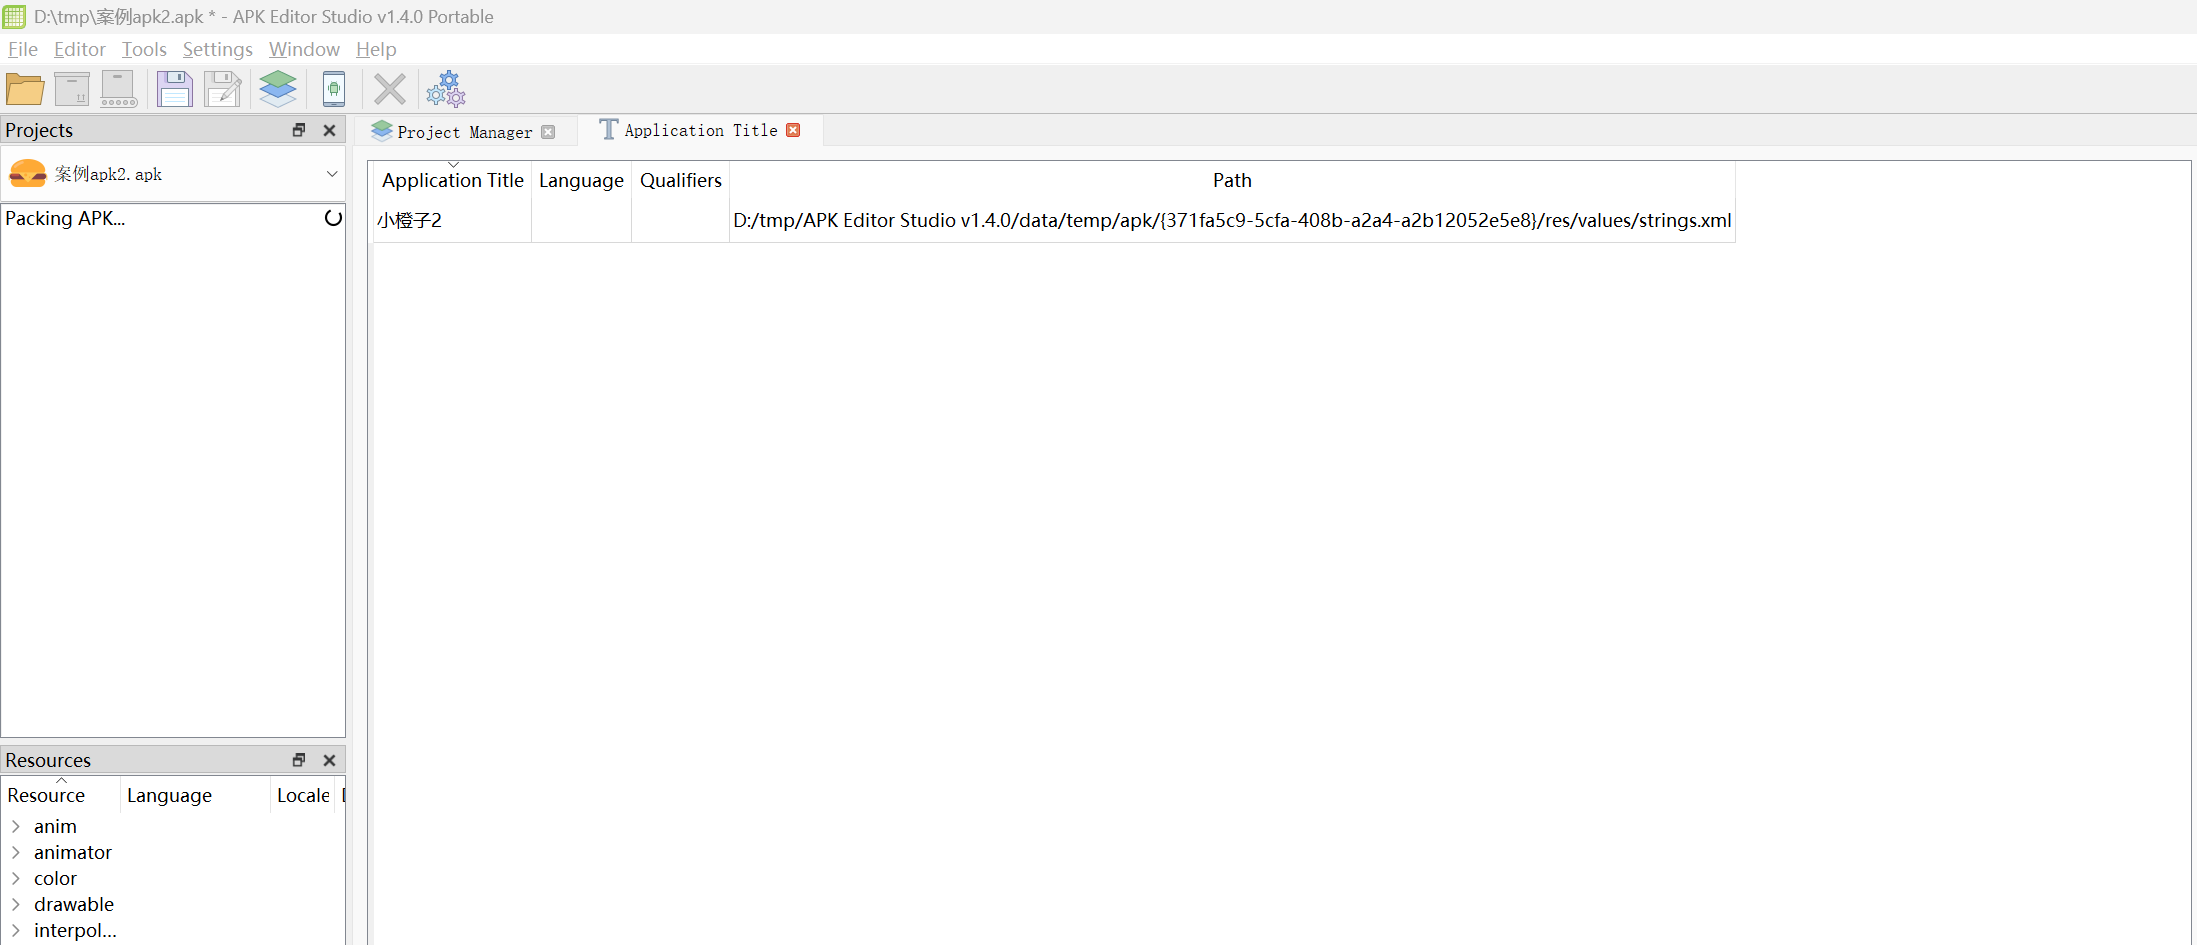 D:\tmp\案例apk2.apk * - APK Editor Studio v1.4.0 Portable
File Editor Tools Settings Window Help
Projects
案例apk2.apk
Packing APK...
Project Manager
Application Title
Application Title Language Qualifiers Path
小橙子2 D:/tmp/APK Editor Studio v1.4.0/data/temp/apk/{371fa5c9-5cfa-408b-a2a4-a2b12052e5e8}/res/values/strings.xml
Resources
Resource Language Locale
anim
animator
color
drawable
interpol...